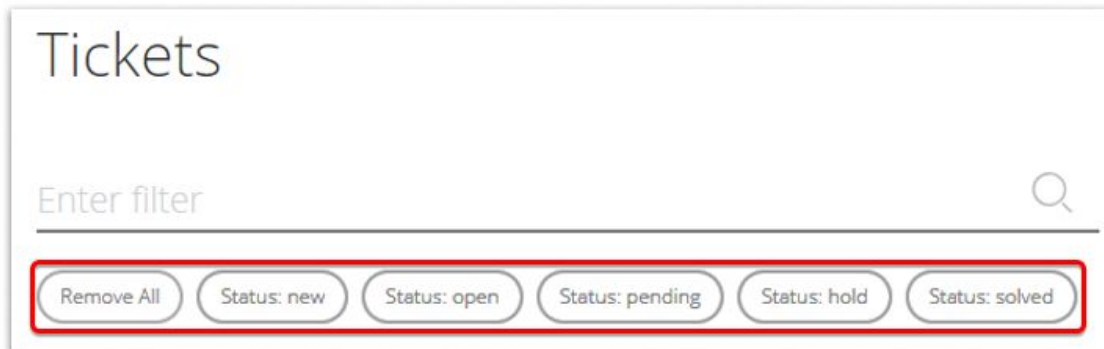 Tickets
Enter filter
Remove All Status: new Status: open Status: pending Status: hold Status: solved